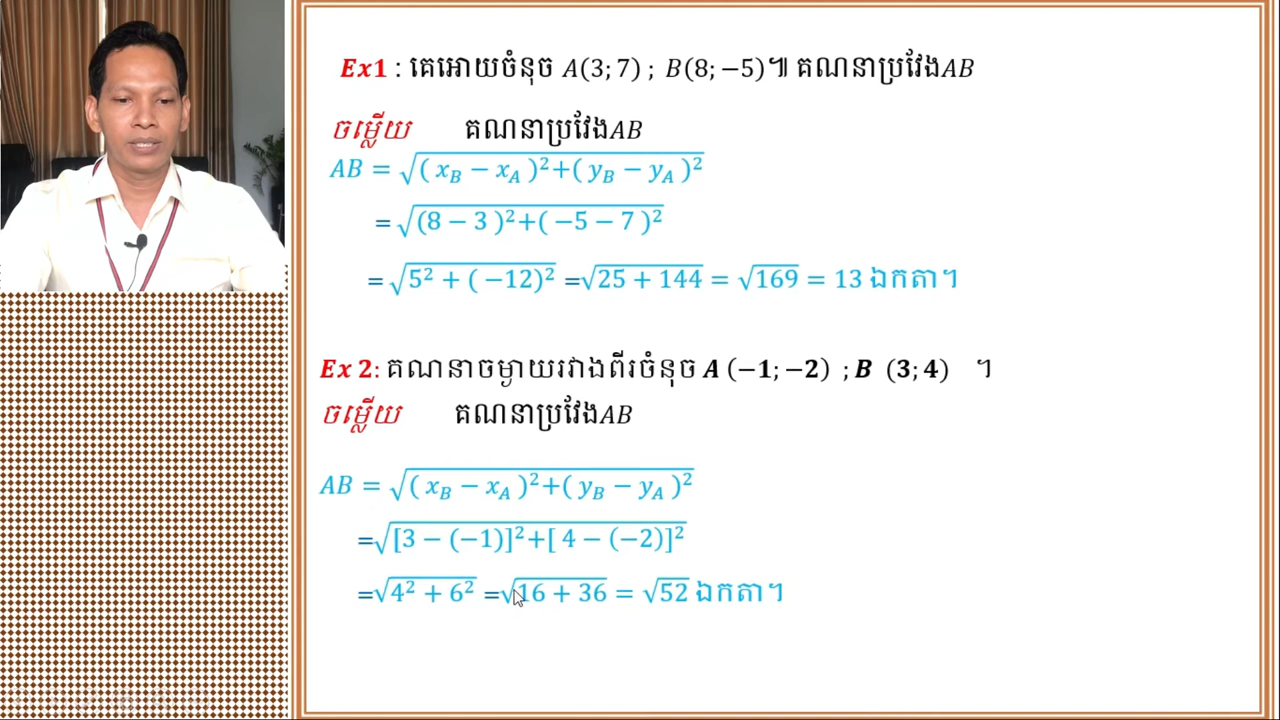 Ex1 : គេអោយចំនុច A(3; 7) ; B(8; −5)៕ គណនាប្រវែងAB
ចម្លើយ គណនាប្រវែងAB
AB = √(( x_B − x_A )²+( y_B − y_A )²)
= √((8 − 3 )²+( −5 − 7 )²)
= √(5² + ( −12)²) =√(25 + 144) = √169 = 13 ឯកតា។
Ex 2: គណនាចម្ងាយរវាងពីរចំនុច A (−1; −2) ; B (3; 4) ។
ចម្លើយ គណនាប្រវែងAB
AB = √(( x_B − x_A )²+( y_B − y_A )²)
=√([3 − (−1)]²+[ 4 − (−2)]²)
=√(4² + 6²) =√(16 + 36) = √52 ឯកតា។